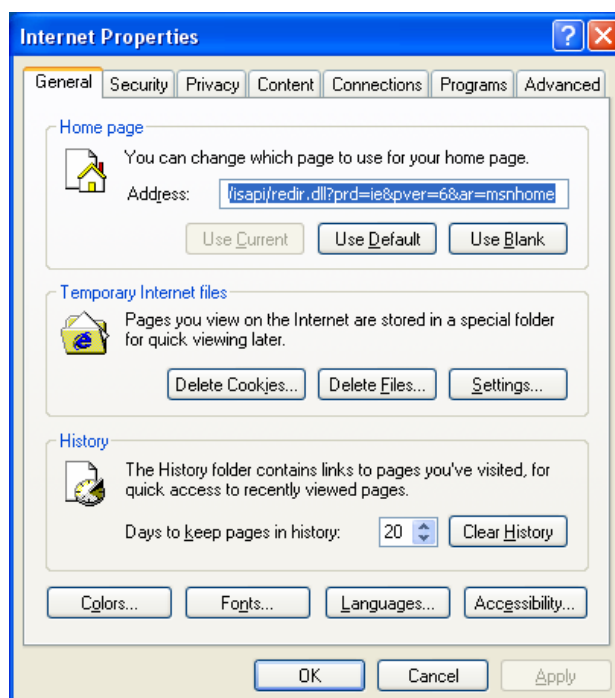 Internet Properties
General Security Privacy Content Connections Programs Advanced
Home page
You can change which page to use for your home page.
Address: /isapi/redir.dll?prd=ie&pver=6&ar=msnhome
Use Current Use Default Use Blank
Temporary Internet files
Pages you view on the Internet are stored in a special folder
for quick viewing later.
Delete Cookies... Delete Files... Settings...
History
The History folder contains links to pages you've visited, for
quick access to recently viewed pages.
Days to keep pages in history: 20 Clear History
Colors... Fonts... Languages... Accessibility...
OK Cancel Apply